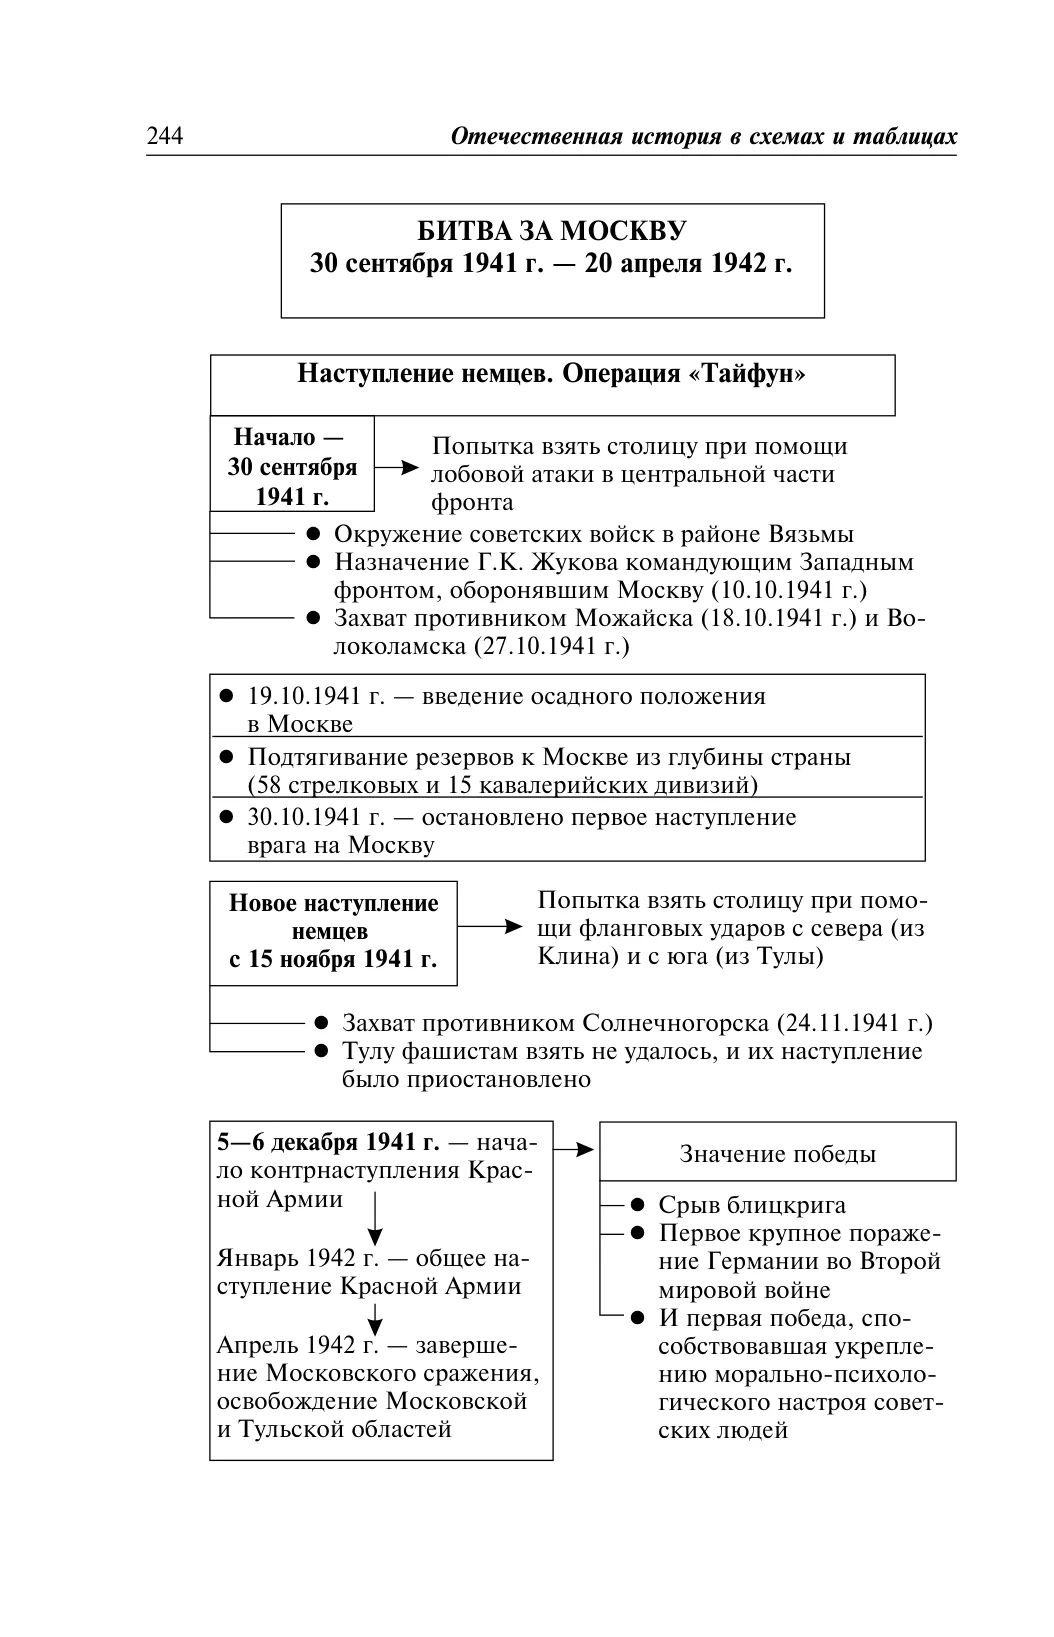 244
Отечественная история в схемах и таблицах
БИТВА ЗА МОСКВУ
30 сентября 1941 г. — 20 апреля 1942 г.
Наступление немцев. Операция «Тайфун»
Начало —
30 сентября
1941 г.
Попытка взять столицу при помощи
лобовой атаки в центральной части
фронта
● Окружение советских войск в районе Вязьмы
● Назначение Г.К. Жукова командующим Западным
фронтом, оборонявшим Москву (10.10.1941 г.)
● Захват противником Можайска (18.10.1941 г.) и Во-
локоламска (27.10.1941 г.)
● 19.10.1941 г. — введение осадного положения
в Москве
● Подтягивание резервов к Москве из глубины страны
(58 стрелковых и 15 кавалерийских дивизий)
● 30.10.1941 г. — остановлено первое наступление
врага на Москву
Новое наступление
немцев
с 15 ноября 1941 г.
Попытка взять столицу при помо-
щи фланговых ударов с севера (из
Клина) и с юга (из Тулы)
● Захват противником Солнечногорска (24.11.1941 г.)
● Тулу фашистам взять не удалось, и их наступление
было приостановлено
5—6 декабря 1941 г. — нача-
ло контрнаступления Крас-
ной Армии
Январь 1942 г. — общее на-
ступление Красной Армии
Апрель 1942 г. — заверше-
ние Московского сражения,
освобождение Московской
и Тульской областей
Значение победы
● Срыв блицкрига
● Первое крупное пораже-
ние Германии во Второй
мировой войне
● И первая победа, спо-
собствовавшая укрепле-
нию морально-психоло-
гического настроя совет-
ских людей